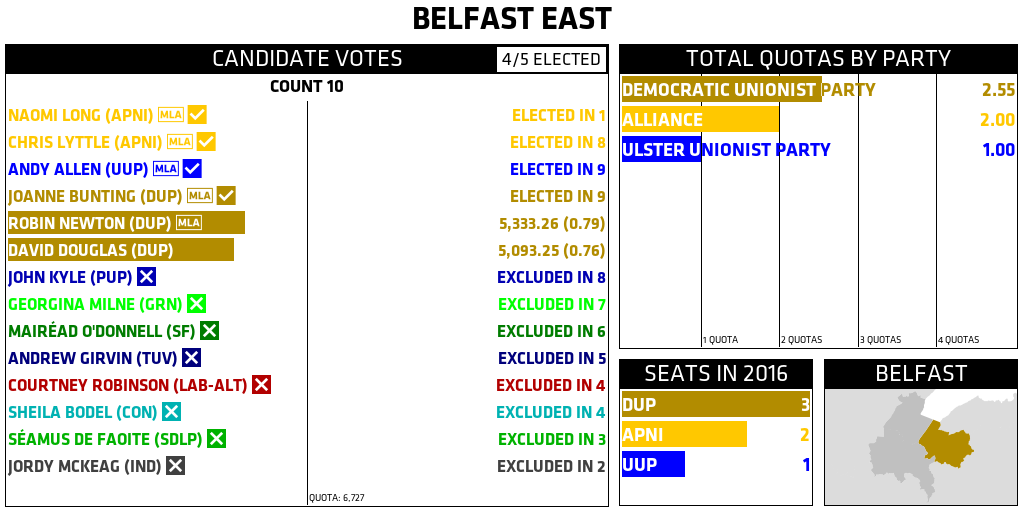 BELFAST EAST
CANDIDATE VOTES 4/5 ELECTED
COUNT 10
NAOMI LONG (APNI) MLA ELECTED IN 1
CHRIS LYTTLE (APNI) MLA ELECTED IN 8
ANDY ALLEN (UUP) MLA ELECTED IN 9
JOANNE BUNTING (DUP) MLA ELECTED IN 9
ROBIN NEWTON (DUP) MLA 5,333.26 (0.79)
DAVID DOUGLAS (DUP) 5,093.25 (0.76)
JOHN KYLE (PUP) EXCLUDED IN 8
GEORGINA MILNE (GRN) EXCLUDED IN 7
MAIRÉAD O'DONNELL (SF) EXCLUDED IN 6
ANDREW GIRVIN (TUV) EXCLUDED IN 5
COURTNEY ROBINSON (LAB-ALT) EXCLUDED IN 4
SHEILA BODEL (CON) EXCLUDED IN 4
SÉAMUS DE FAOITE (SDLP) EXCLUDED IN 3
JORDY MCKEAG (IND) EXCLUDED IN 2
QUOTA: 6,727
TOTAL QUOTAS BY PARTY
DEMOCRATIC UNIONIST PARTY 2.55
ALLIANCE 2.00
ULSTER UNIONIST PARTY 1.00
1 QUOTA 2 QUOTAS 3 QUOTAS 4 QUOTAS
SEATS IN 2016
DUP 3
APNI 2
UUP 1
BELFAST